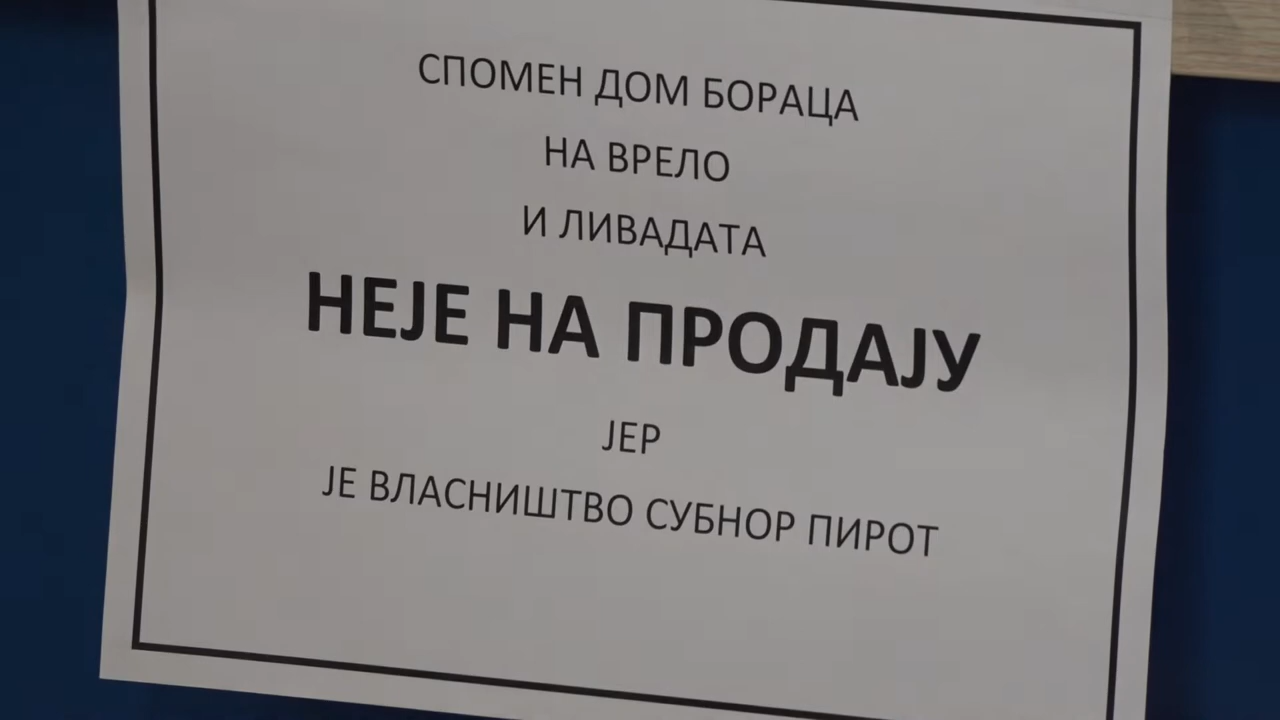 СПОМЕН ДОМ БОРАЦА
НА ВРЕЛО
И ЛИВАДАТА
НЕЈЕ НА ПРОДАЈУ
ЈЕР
ЈЕ ВЛАСНИШТВО СУБНОР ПИРОТ